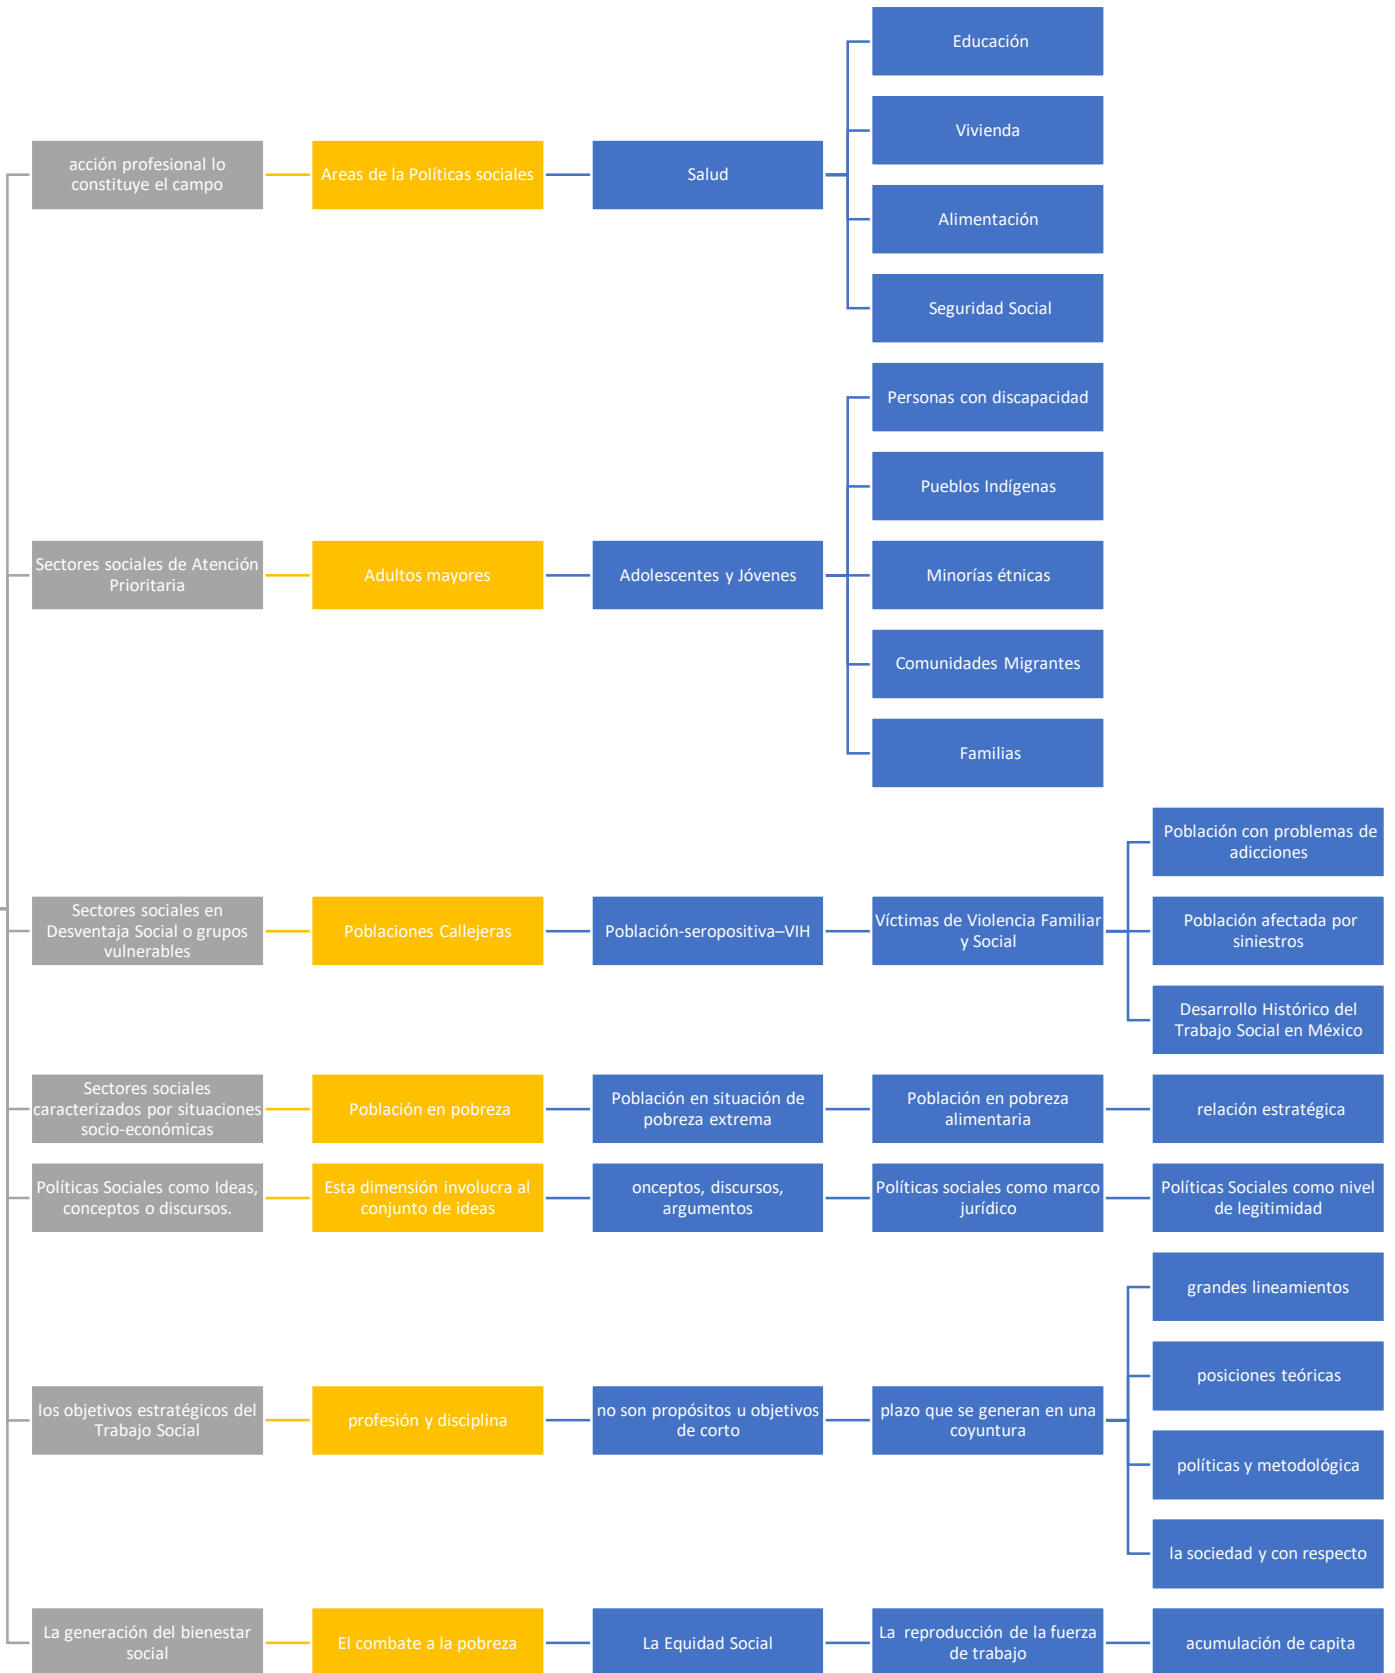 Educación
Vivienda
acción profesional lo
constituye el campo
Areas de la Políticas sociales
Salud
Alimentación
Seguridad Social
Personas con discapacidad
Pueblos Indígenas
Sectores sociales de Atención
Prioritaria
Adultos mayores
Adolescentes y Jóvenes
Minorías étnicas
Comunidades Migrantes
Familias
Población con problemas de
adicciones
Sectores sociales en
Desventaja Social o grupos
vulnerables
Poblaciones Callejeras
Población-seropositiva–VIH
Víctimas de Violencia Familiar
y Social
Población afectada por
siniestros
Desarrollo Histórico del
Trabajo Social en México
Sectores sociales
caracterizados por situaciones
socio-económicas
Población en pobreza
Población en situación de
pobreza extrema
Población en pobreza
alimentaria
relación estratégica
Políticas Sociales como Ideas,
conceptos o discursos.
Esta dimensión involucra al
conjunto de ideas
onceptos, discursos,
argumentos
Políticas sociales como marco
jurídico
Políticas Sociales como nivel
de legitimidad
grandes lineamientos
posiciones teóricas
los objetivos estratégicos del
Trabajo Social
profesión y disciplina
no son propósitos u objetivos
de corto
plazo que se generan en una
coyuntura
políticas y metodológica
la sociedad y con respecto
La generación del bienestar
social
El combate a la pobreza
La Equidad Social
La  reproducción de la fuerza
de trabajo
acumulación de capita